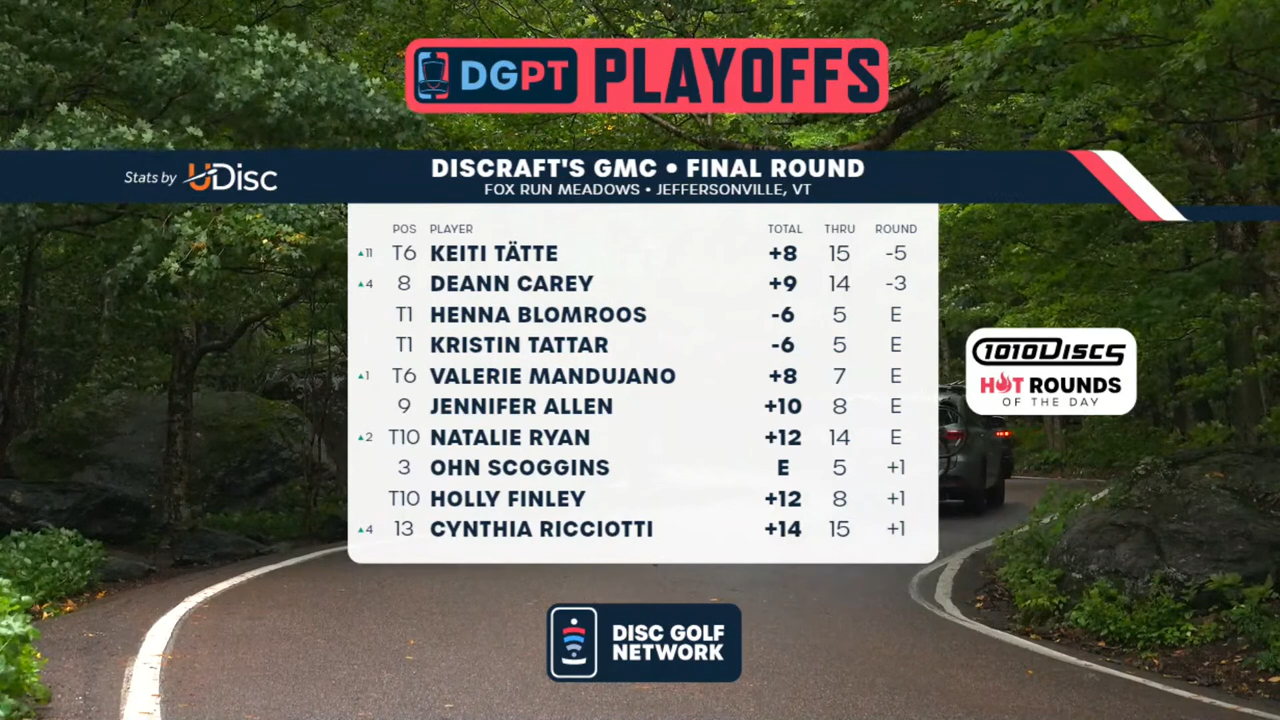 DGPT PLAYOFFS
Stats by UDisc
DISCRAFT'S GMC • FINAL ROUND
FOX RUN MEADOWS • JEFFERSONVILLE, VT
POS PLAYER TOTAL THRU ROUND
▲11 T6 KEITI TÄTTE +8 15 -5
▲4 8 DEANN CAREY +9 14 -3
T1 HENNA BLOMROOS -6 5 E
T1 KRISTIN TATTAR -6 5 E
▲1 T6 VALERIE MANDUJANO +8 7 E
9 JENNIFER ALLEN +10 8 E
▲2 T10 NATALIE RYAN +12 14 E
3 OHN SCOGGINS E 5 +1
T10 HOLLY FINLEY +12 8 +1
▲4 13 CYNTHIA RICCIOTTI +14 15 +1
1010DISCS
HOT ROUNDS
OF THE DAY
DISC GOLF
NETWORK